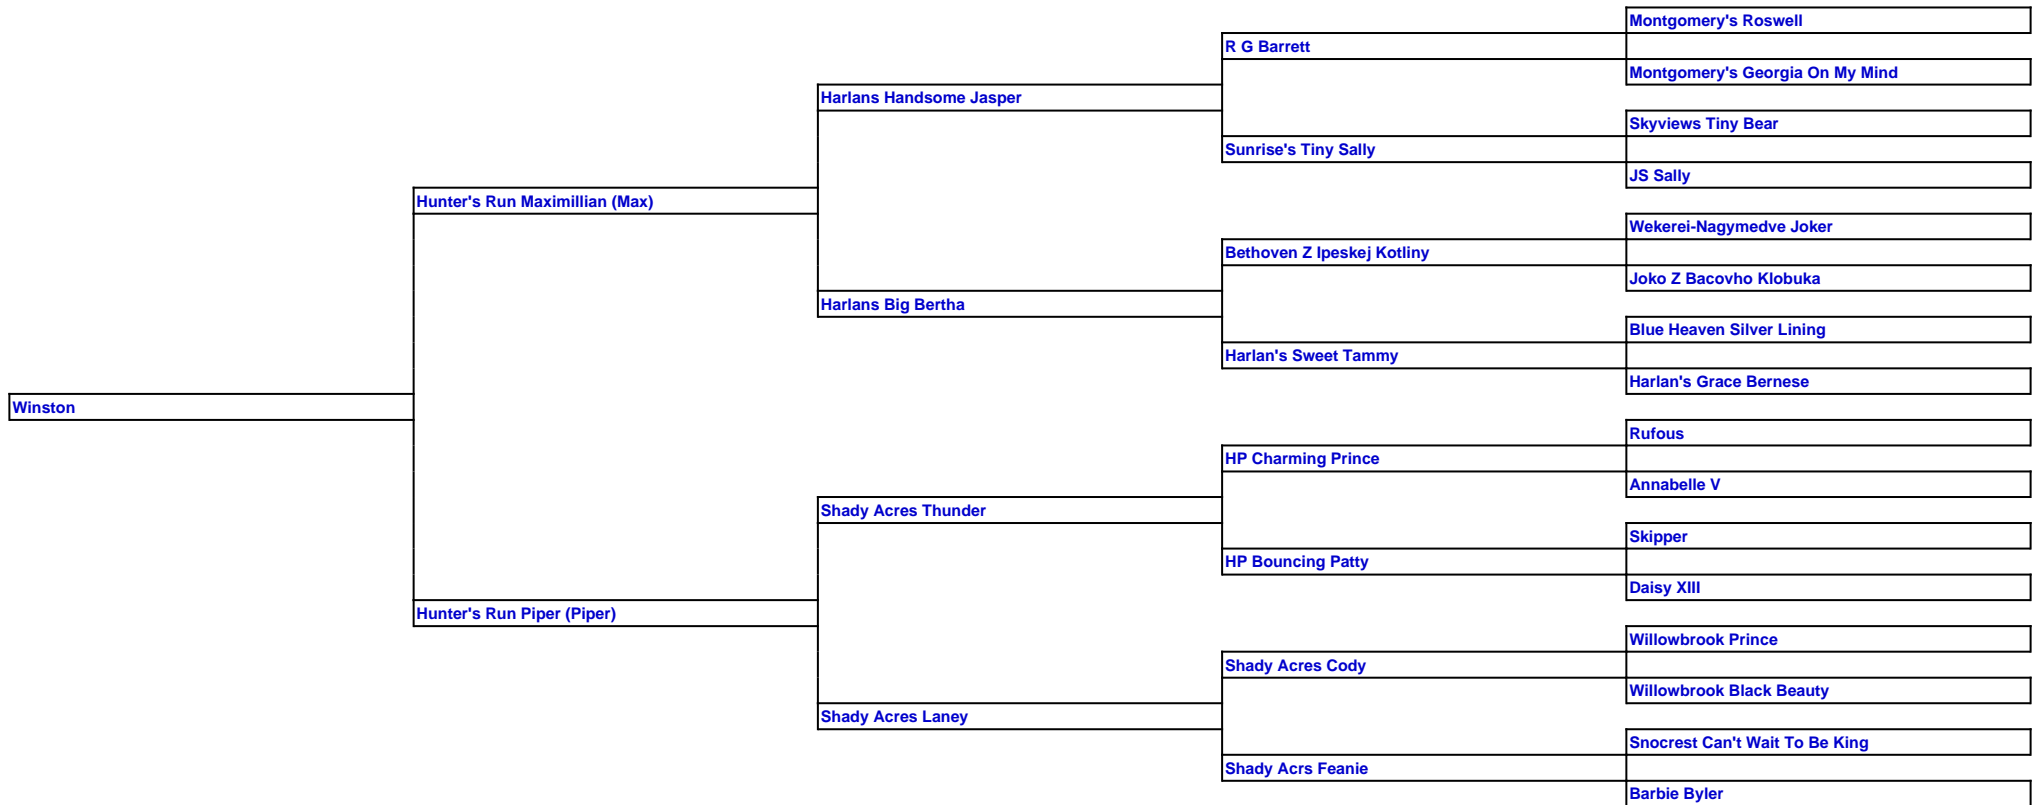 Montgomery's Roswell
R G Barrett
Montgomery's Georgia On My Mind
Harlans Handsome Jasper
Skyviews Tiny Bear
Sunrise's Tiny Sally
JS Sally
Hunter's Run Maximillian (Max)
Wekerei-Nagymedve Joker
Bethoven Z Ipeskej Kotliny
Joko Z Bacovho Klobuka
Harlans Big Bertha
Blue Heaven Silver Lining
Harlan's Sweet Tammy
Harlan's Grace Bernese
Winston
Rufous
HP Charming Prince
Annabelle V
Shady Acres Thunder
Skipper
HP Bouncing Patty
Daisy XIII
Hunter's Run Piper (Piper)
Willowbrook Prince
Shady Acres Cody
Willowbrook Black Beauty
Shady Acres Laney
Snocrest Can't Wait To Be King
Shady Acrs Feanie
Barbie Byler